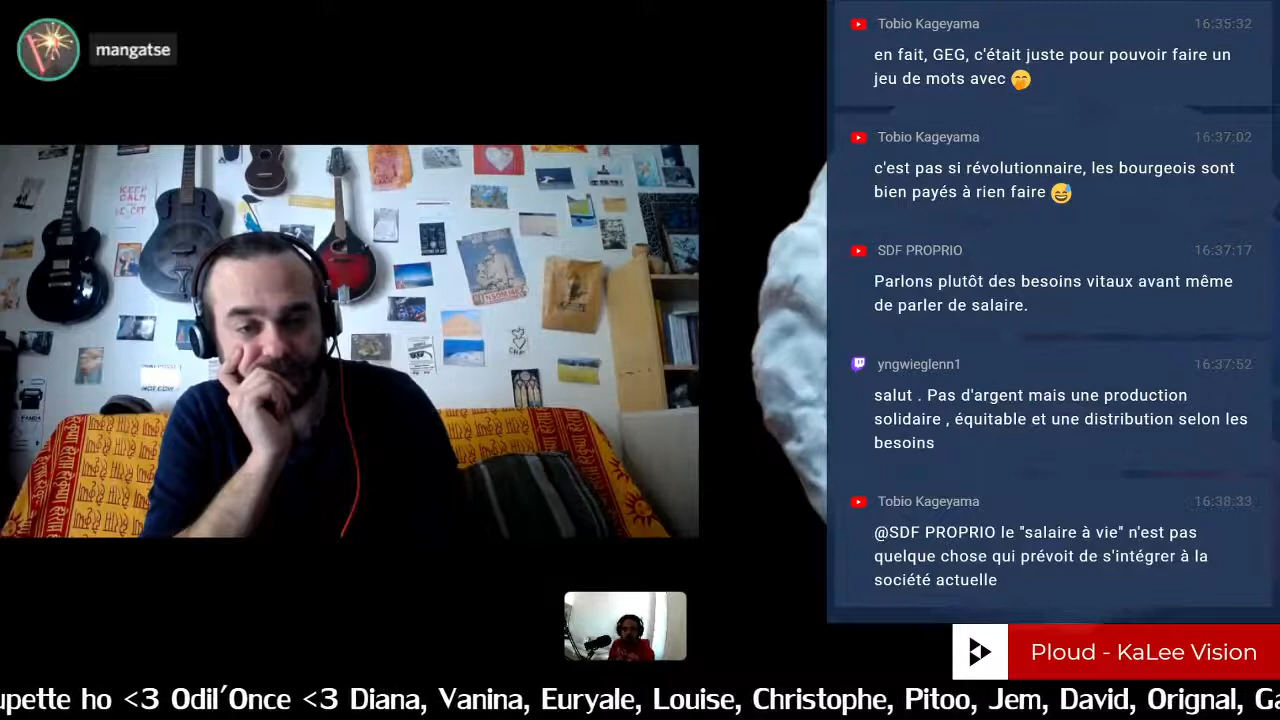 mangatse
KEEP
CALM
Tobio Kageyama 16:35:32
en fait, GEG, c'était juste pour pouvoir faire un
jeu de mots avec 🤭
Tobio Kageyama 16:37:02
c'est pas si révolutionnaire, les bourgeois sont
bien payés à rien faire 😅
SDF PROPRIO 16:37:17
Parlons plutôt des besoins vitaux avant même
de parler de salaire.
yngwieglenn1 16:37:52
salut . Pas d'argent mais une production
solidaire , équitable et une distribution selon les
besoins
Tobio Kageyama 16:38:33
@SDF PROPRIO le "salaire à vie" n'est pas
quelque chose qui prévoit de s'intégrer à la
société actuelle
Ploud - KaLee Vision
upette ho <3 Odil'Once <3 Diana, Vanina, Euryale, Louise, Christophe, Pitoo, Jem, David, Orignal, Ga